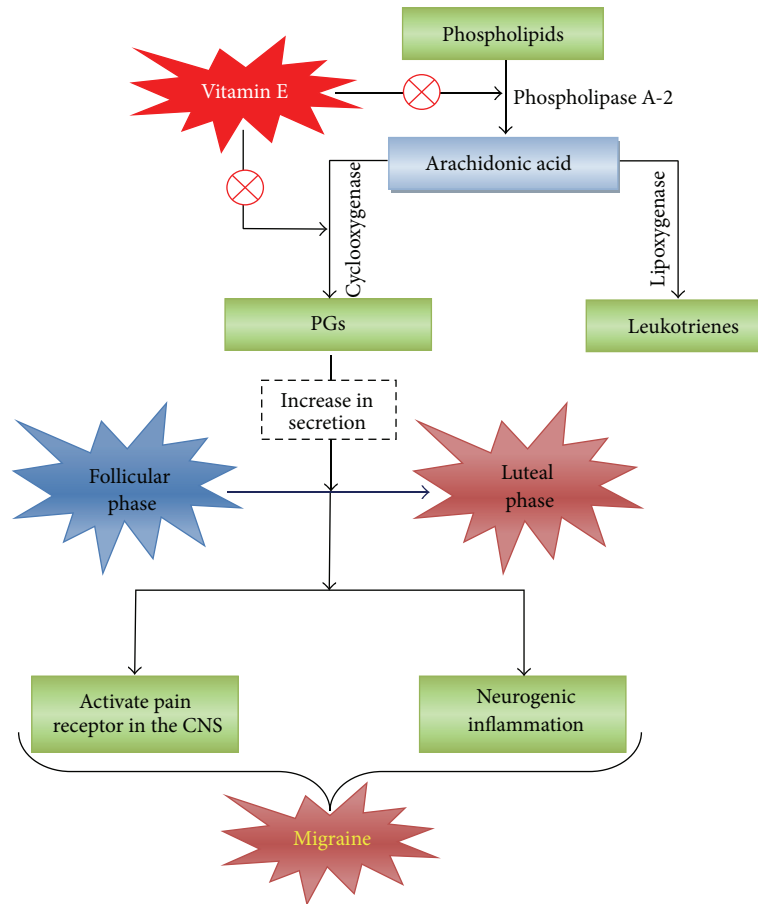 Phospholipids
Vitamin E
Phospholipase A-2
Arachidonic acid
Cyclooxygenase
Lipoxygenase
PGs
Leukotrienes
Increase in
secretion
Follicular
phase
Luteal
phase
Activate pain
receptor in the CNS
Neurogenic
inflammation
Migraine